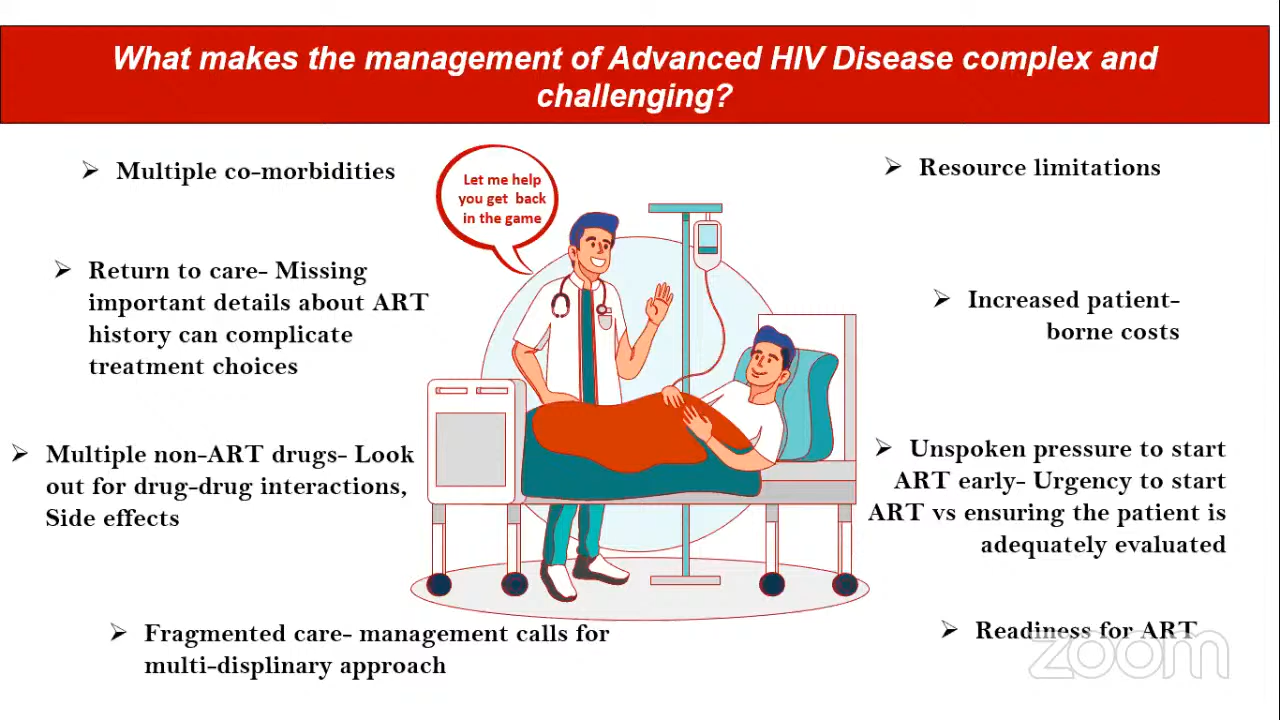 What makes the management of Advanced HIV Disease complex and
challenging?
Multiple co-morbidities
Return to care- Missing
important details about ART
history can complicate
treatment choices
Multiple non-ART drugs- Look
out for drug-drug interactions,
Side effects
Fragmented care- management calls for
multi-displinary approach
Let me help
you get back
in the game
Resource limitations
Increased patient-
borne costs
Unspoken pressure to start
ART early- Urgency to start
ART vs ensuring the patient is
adequately evaluated
Readiness for ART
zoom